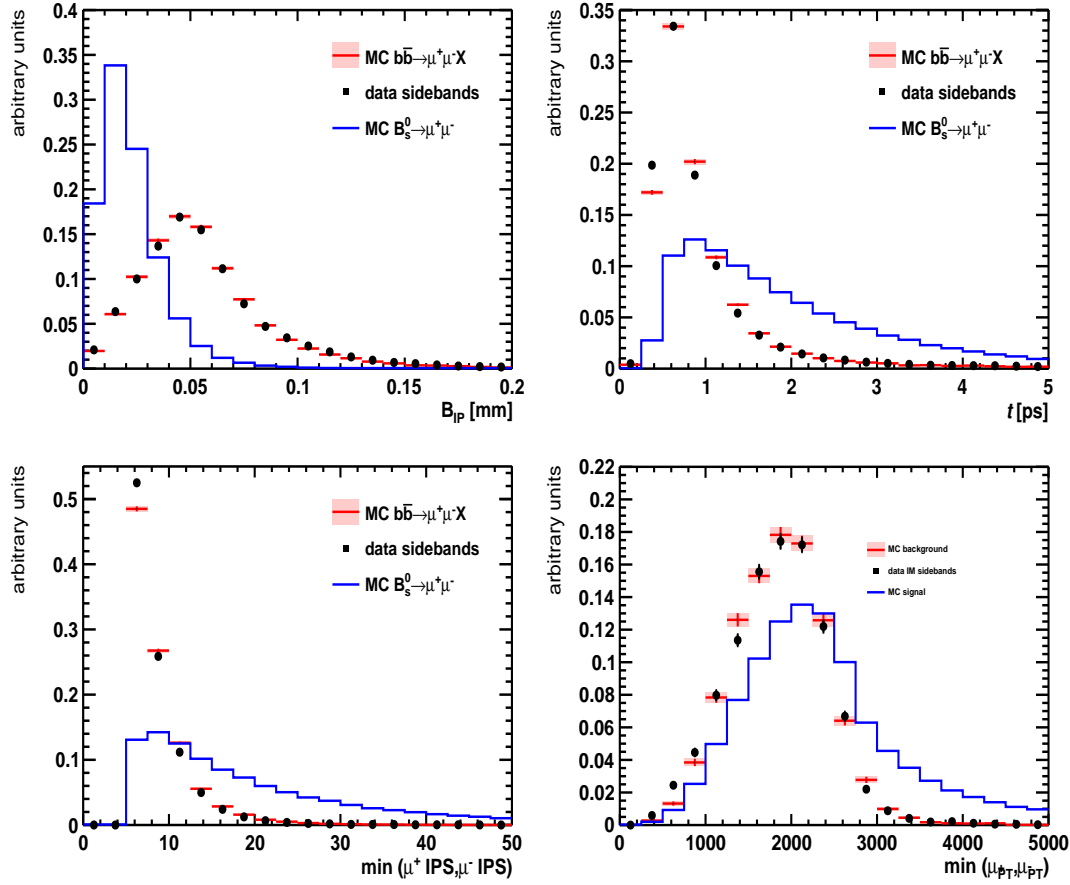 arbitrary units
0.4
0.35
0.3
0.25
0.2
0.15
0.1
0.05
0
MC bb̅→μ⁺μ⁻X
data sidebands
MC B⁰ₛ→μ⁺μ⁻
0 0.05 0.1 0.15 0.2
B_IP [mm]
arbitrary units
0.35
0.3
0.25
0.2
0.15
0.1
0.05
0
MC bb̅→μ⁺μ⁻X
data sidebands
MC B⁰ₛ→μ⁺μ⁻
0 1 2 3 4 5
t [ps]
arbitrary units
0.5
0.4
0.3
0.2
0.1
0
MC bb̅→μ⁺μ⁻X
data sidebands
MC B⁰ₛ→μ⁺μ⁻
0 10 20 30 40 50
min (μ⁺ IPS,μ⁻ IPS)
arbitrary units
0.22
0.2
0.18
0.16
0.14
0.12
0.1
0.08
0.06
0.04
0.02
0
MC background
data IM sidebands
MC signal
0 1000 2000 3000 4000 5000
min (μ⁺_PT,μ⁻_PT)